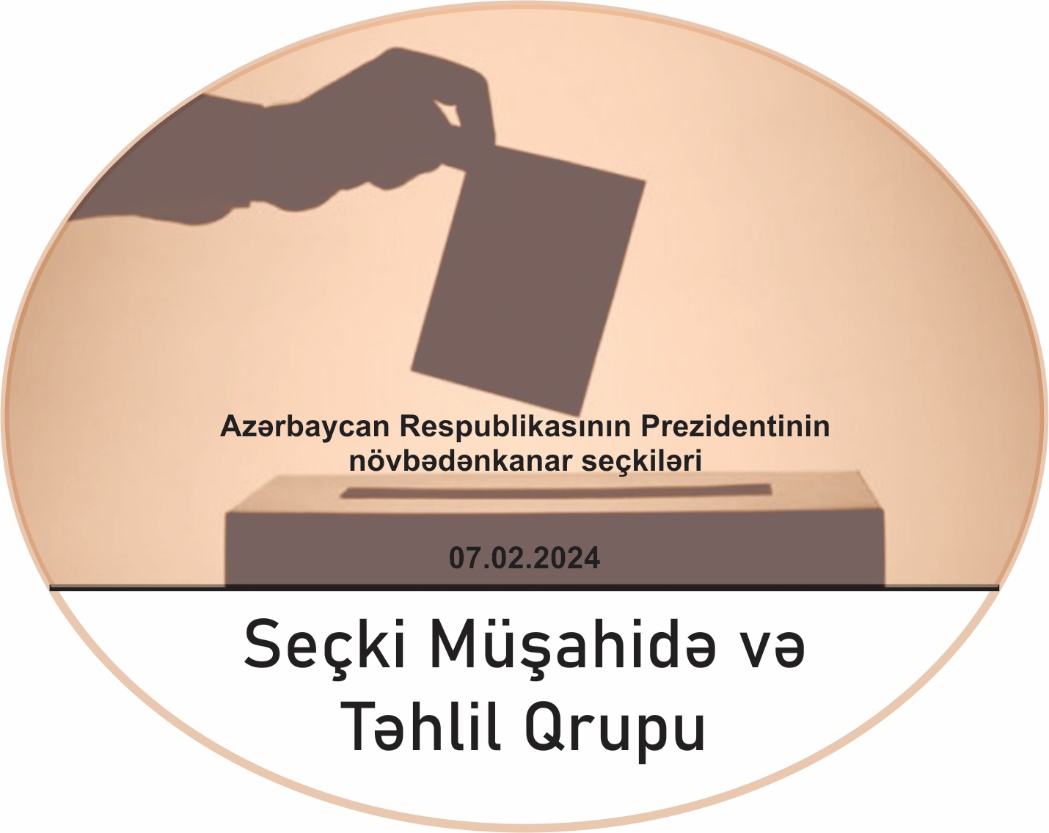 Azərbaycan Respublikasının Prezidentinin
növbədənkanar seçkiləri
07.02.2024
Seçki Müşahidə və
Təhlil Qrupu